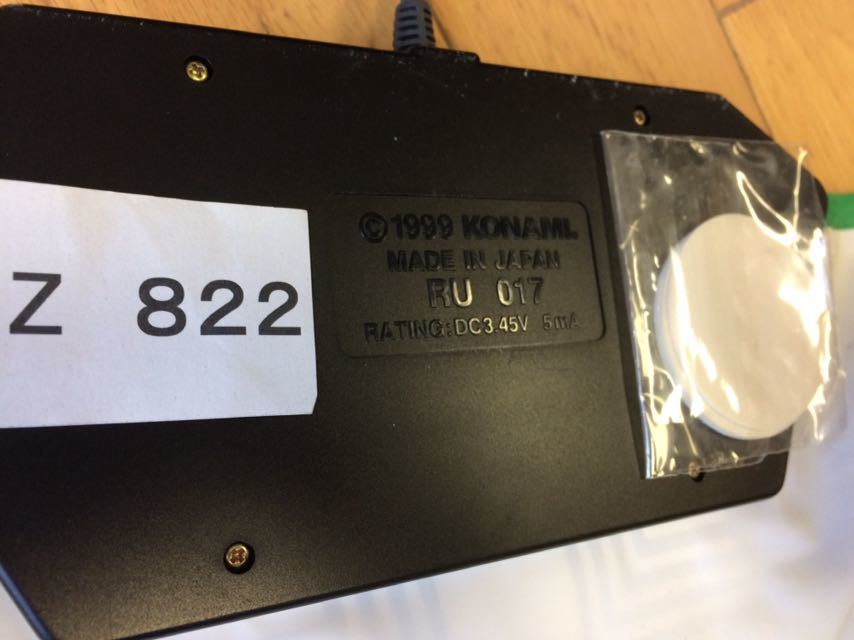 Z 822
©1999 KONAMI.
MADE IN JAPAN
RU 017
RATING:DC3.45V 5mA